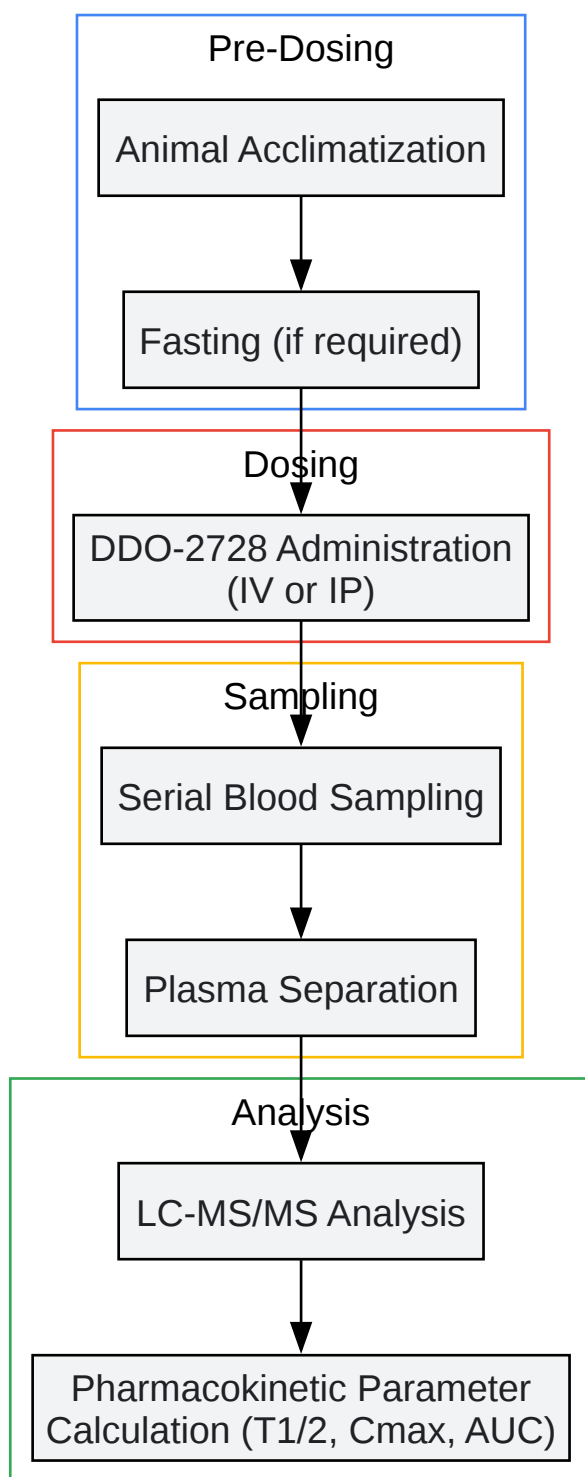 Pre-Dosing
Animal Acclimatization
Fasting (if required)
Dosing
DDO-2728 Administration
(IV or IP)
Sampling
Serial Blood Sampling
Plasma Separation
Analysis
LC-MS/MS Analysis
Pharmacokinetic Parameter
Calculation (T1/2, Cmax, AUC)